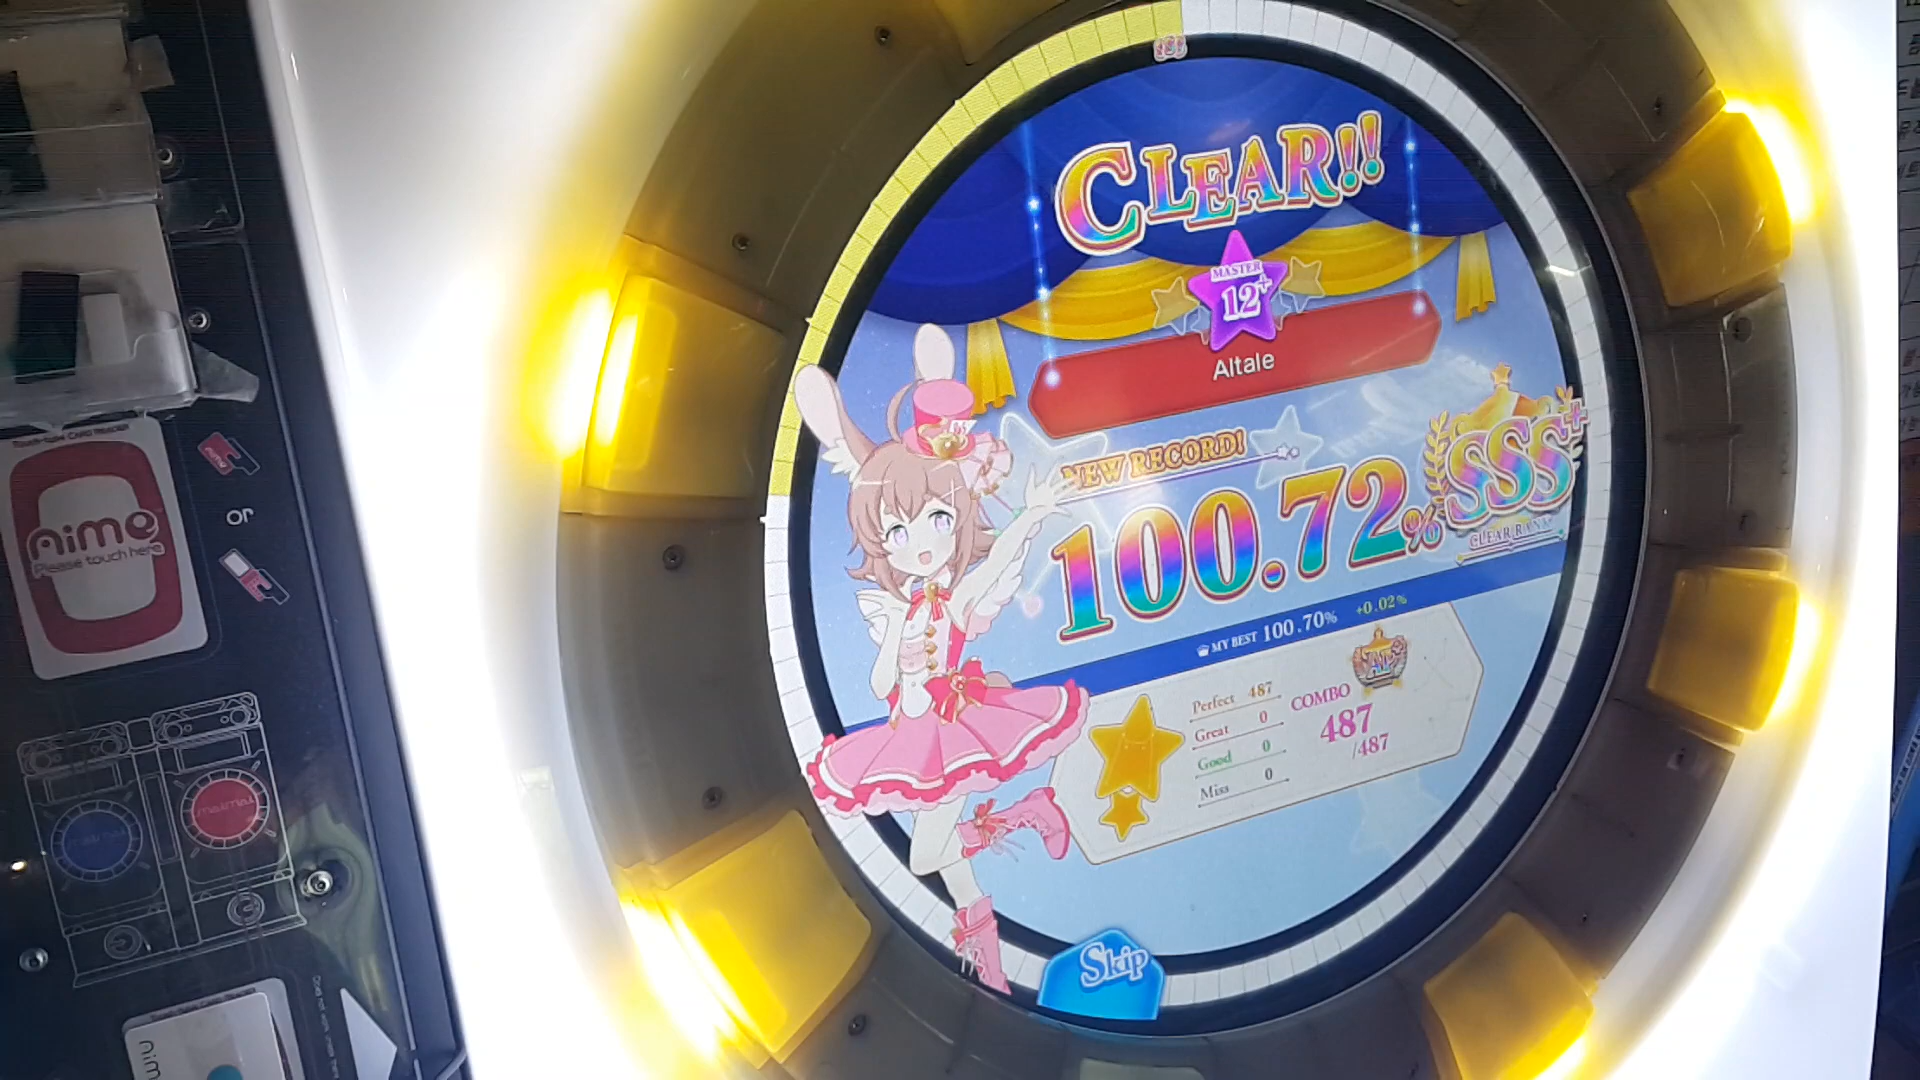 CLEAR!!
MASTER
12+
Altale
NEW RECORD!
100.72%
SSS+
CLEAR RANK
MY BEST 100.70% +0.02%
AP+
Perfect 487
Great 0
Good 0
Miss 0
COMBO
487
/487
Skip
Aime
Please touch here
or
maimai